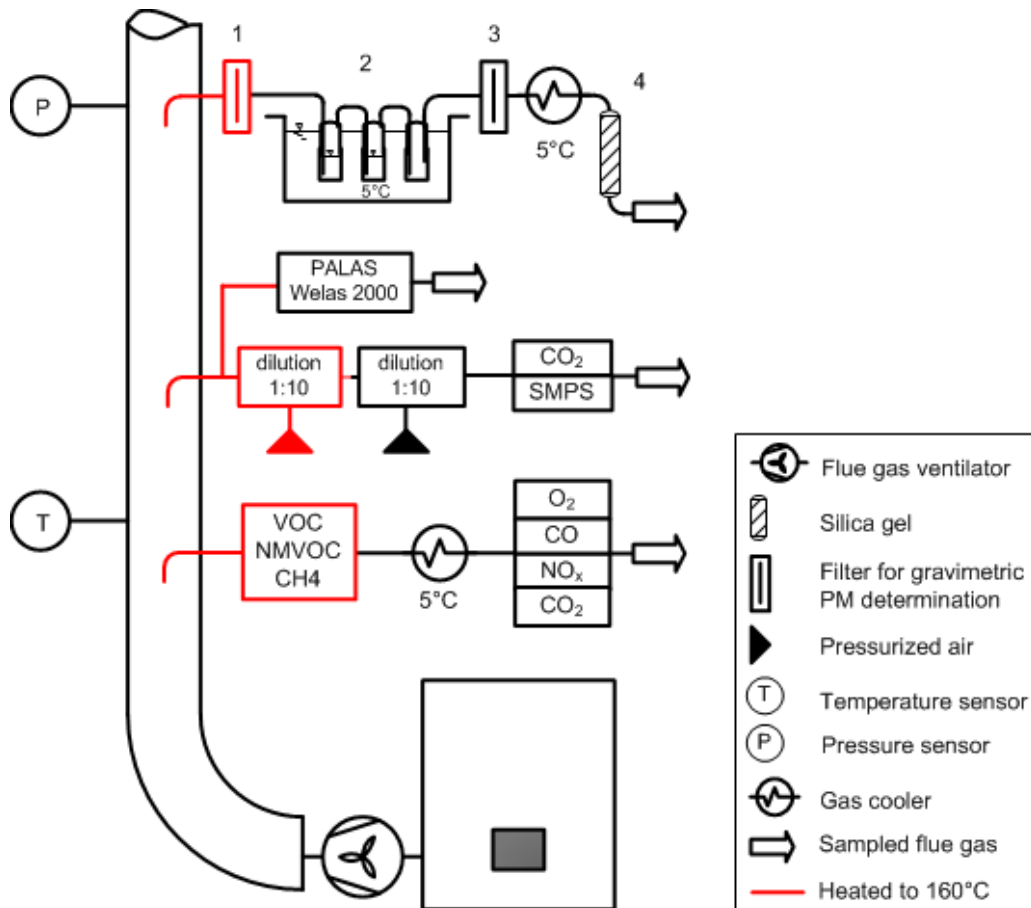 1
2
3
4
P
5°C
5°C
PALAS
Welas 2000
dilution
1:10
dilution
1:10
CO₂
SMPS
T
VOC
NMVOC
CH4
5°C
O₂
CO
NOₓ
CO₂
Flue gas ventilator
Silica gel
Filter for gravimetric
PM determination
Pressurized air
T
Temperature sensor
P
Pressure sensor
Gas cooler
Sampled flue gas
Heated to 160°C